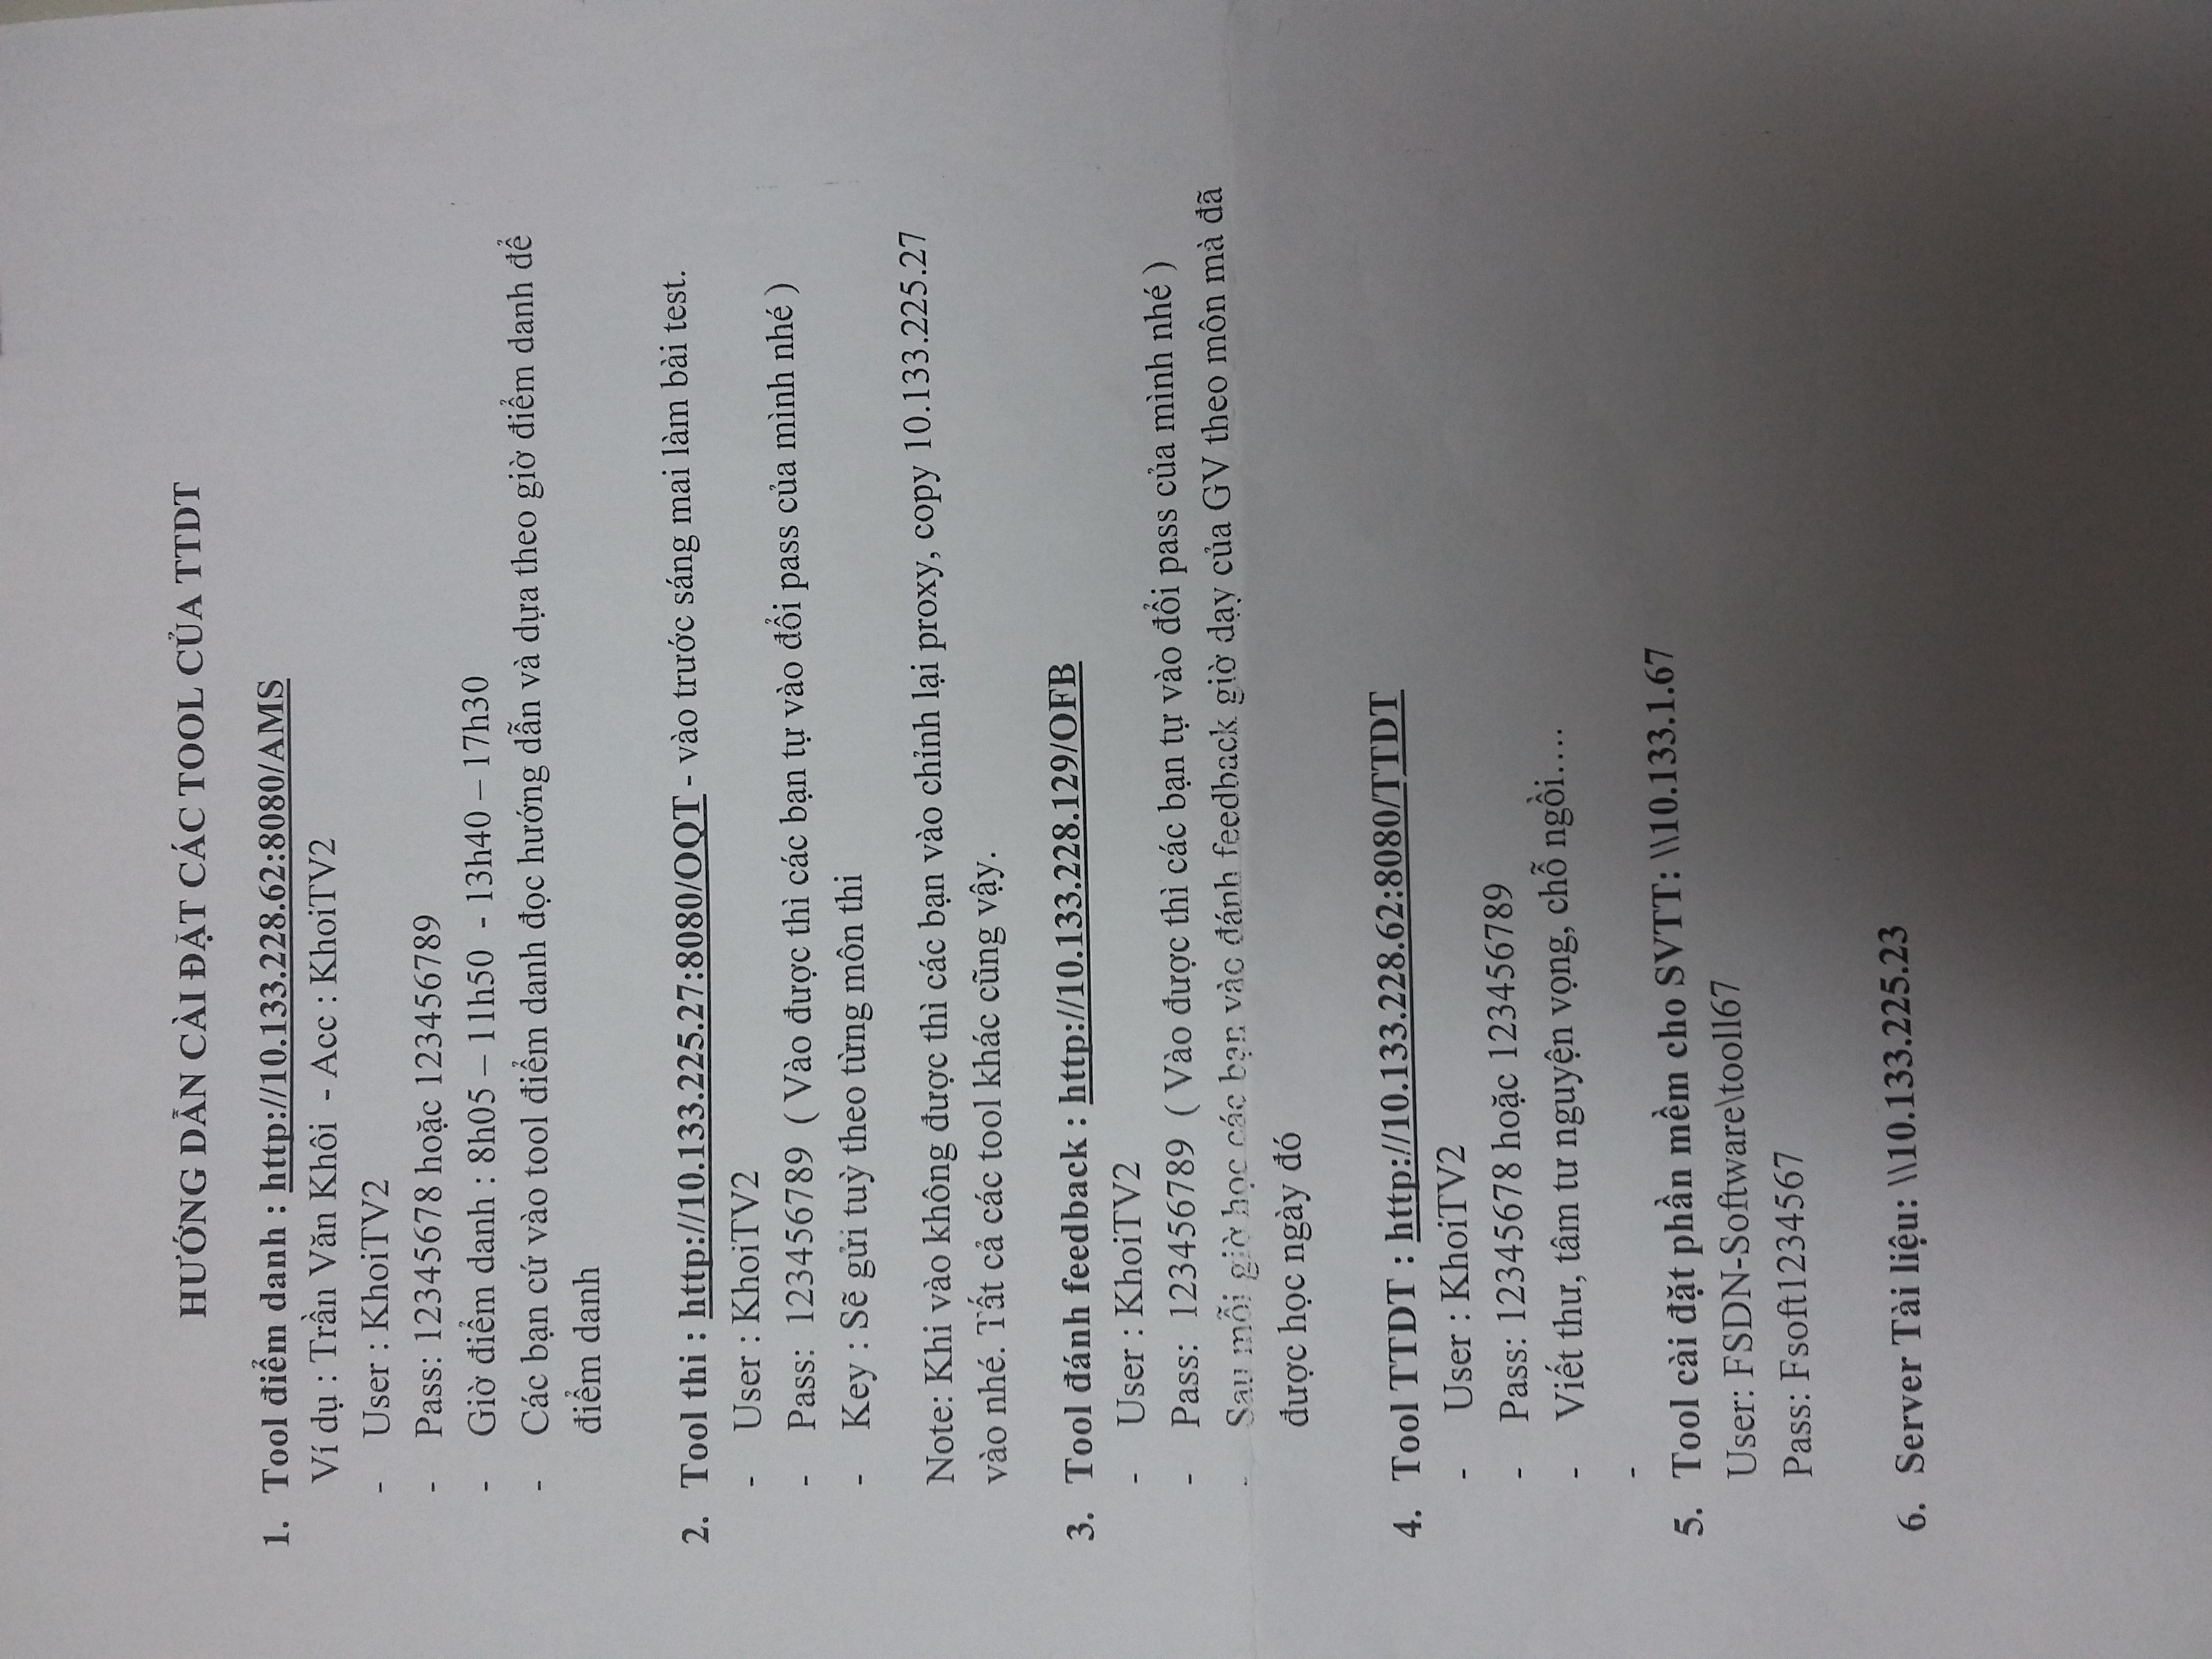 HƯỚNG DẪN CÀI ĐẶT CÁC TOOL CỦA TTDT
1. Tool điểm danh : http://10.133.228.62:8080/AMS
Ví dụ : Trần Văn Khôi - Acc : KhoiTV2
- User : KhoiTV2
- Pass: 12345678 hoặc 123456789
- Giờ điểm danh : 8h05 – 11h50 - 13h40 – 17h30
- Các bạn cứ vào tool điểm danh đọc hướng dẫn và dựa theo giờ điểm danh để
điểm danh
2. Tool thi : http://10.133.225.27:8080/OQT - vào trước sáng mai làm bài test.
- User : KhoiTV2
- Pass: 123456789 ( Vào được thì các bạn tự vào đổi pass của mình nhé )
- Key : Sẽ gửi tuỳ theo từng môn thi
Note: Khi vào không được thì các bạn vào chỉnh lại proxy, copy 10.133.225.27
vào nhé. Tất cả các tool khác cũng vậy.
3. Tool đánh feedback : http://10.133.228.129/OFB
- User : KhoiTV2
- Pass: 123456789 ( Vào được thì các bạn tự vào đổi pass của mình nhé )
- Sau mỗi giờ học các bạn vào đánh feedback giờ dạy của GV theo môn mà đã
được học ngày đó
4. Tool TTDT : http://10.133.228.62:8080/TTDT
- User : KhoiTV2
- Pass: 12345678 hoặc 123456789
- Viết thư, tâm tư nguyện vọng, chỗ ngồi….
-
5. Tool cài đặt phần mềm cho SVTT: \\10.133.1.67
User: FSDN-Software\tooll67
Pass: Fsoft1234567
6. Server Tài liệu: \\10.133.225.23